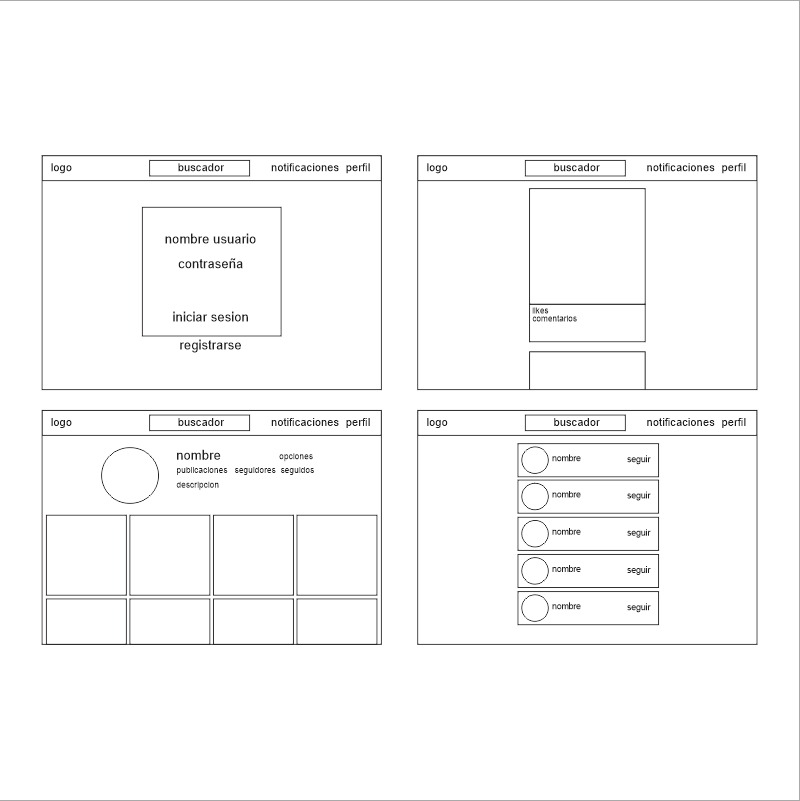 logo buscador notificaciones perfil
nombre usuario
contraseña
iniciar sesion
registrarse
logo buscador notificaciones perfil
likes
comentarios
logo buscador notificaciones perfil
nombre opciones
publicaciones seguidores seguidos
descripcion
logo buscador notificaciones perfil
nombre seguir
nombre seguir
nombre seguir
nombre seguir
nombre seguir